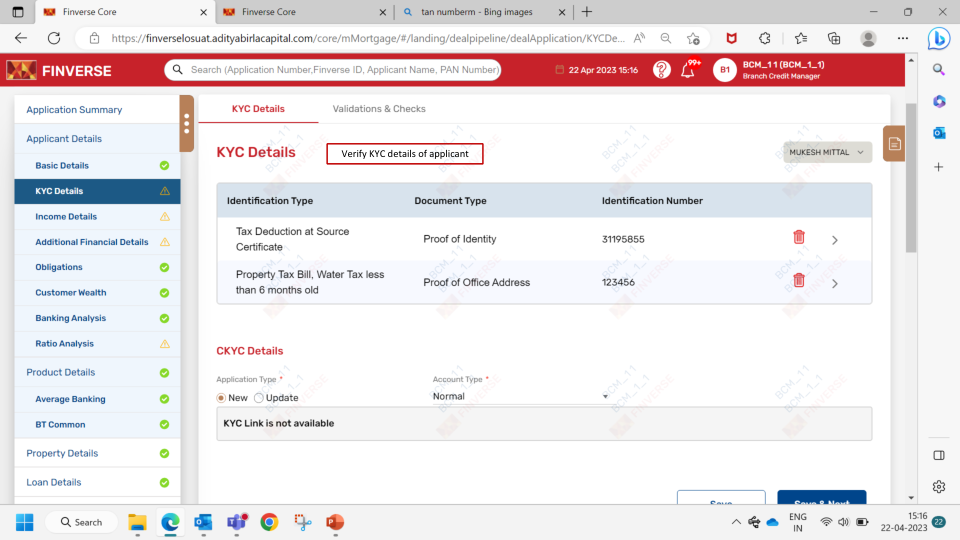 Finverse Core
Finverse Core
tan numberm - Bing images
https://finverselosuat.adityabirlacapital.com/core/mMortgage/#/landing/dealpipeline/dealApplication/KYCDe...
FINVERSE
Search (Application Number,Finverse ID, Applicant Name, PAN Number)
22 Apr 2023 15:16
99+
B1
BCM_1 1 (BCM_1_1)
Branch Credit Manager
Application Summary
Applicant Details
Basic Details
KYC Details
Income Details
Additional Financial Details
Obligations
Customer Wealth
Banking Analysis
Ratio Analysis
Product Details
Average Banking
BT Common
Property Details
Loan Details
KYC Details
Validations & Checks
KYC Details
Verify KYC details of applicant
MUKESH MITTAL
Identification Type Document Type Identification Number
Tax Deduction at Source
Certificate
Proof of Identity
31195855
Property Tax Bill, Water Tax less
than 6 months old
Proof of Office Address
123456
CKYC Details
Application Type *
New Update
Account Type *
Normal
KYC Link is not available
Save
Save & Next
BCM_1 1
BCM_1_1
FINVERSE
Search
ENG
IN
15:16
22-04-2023
22